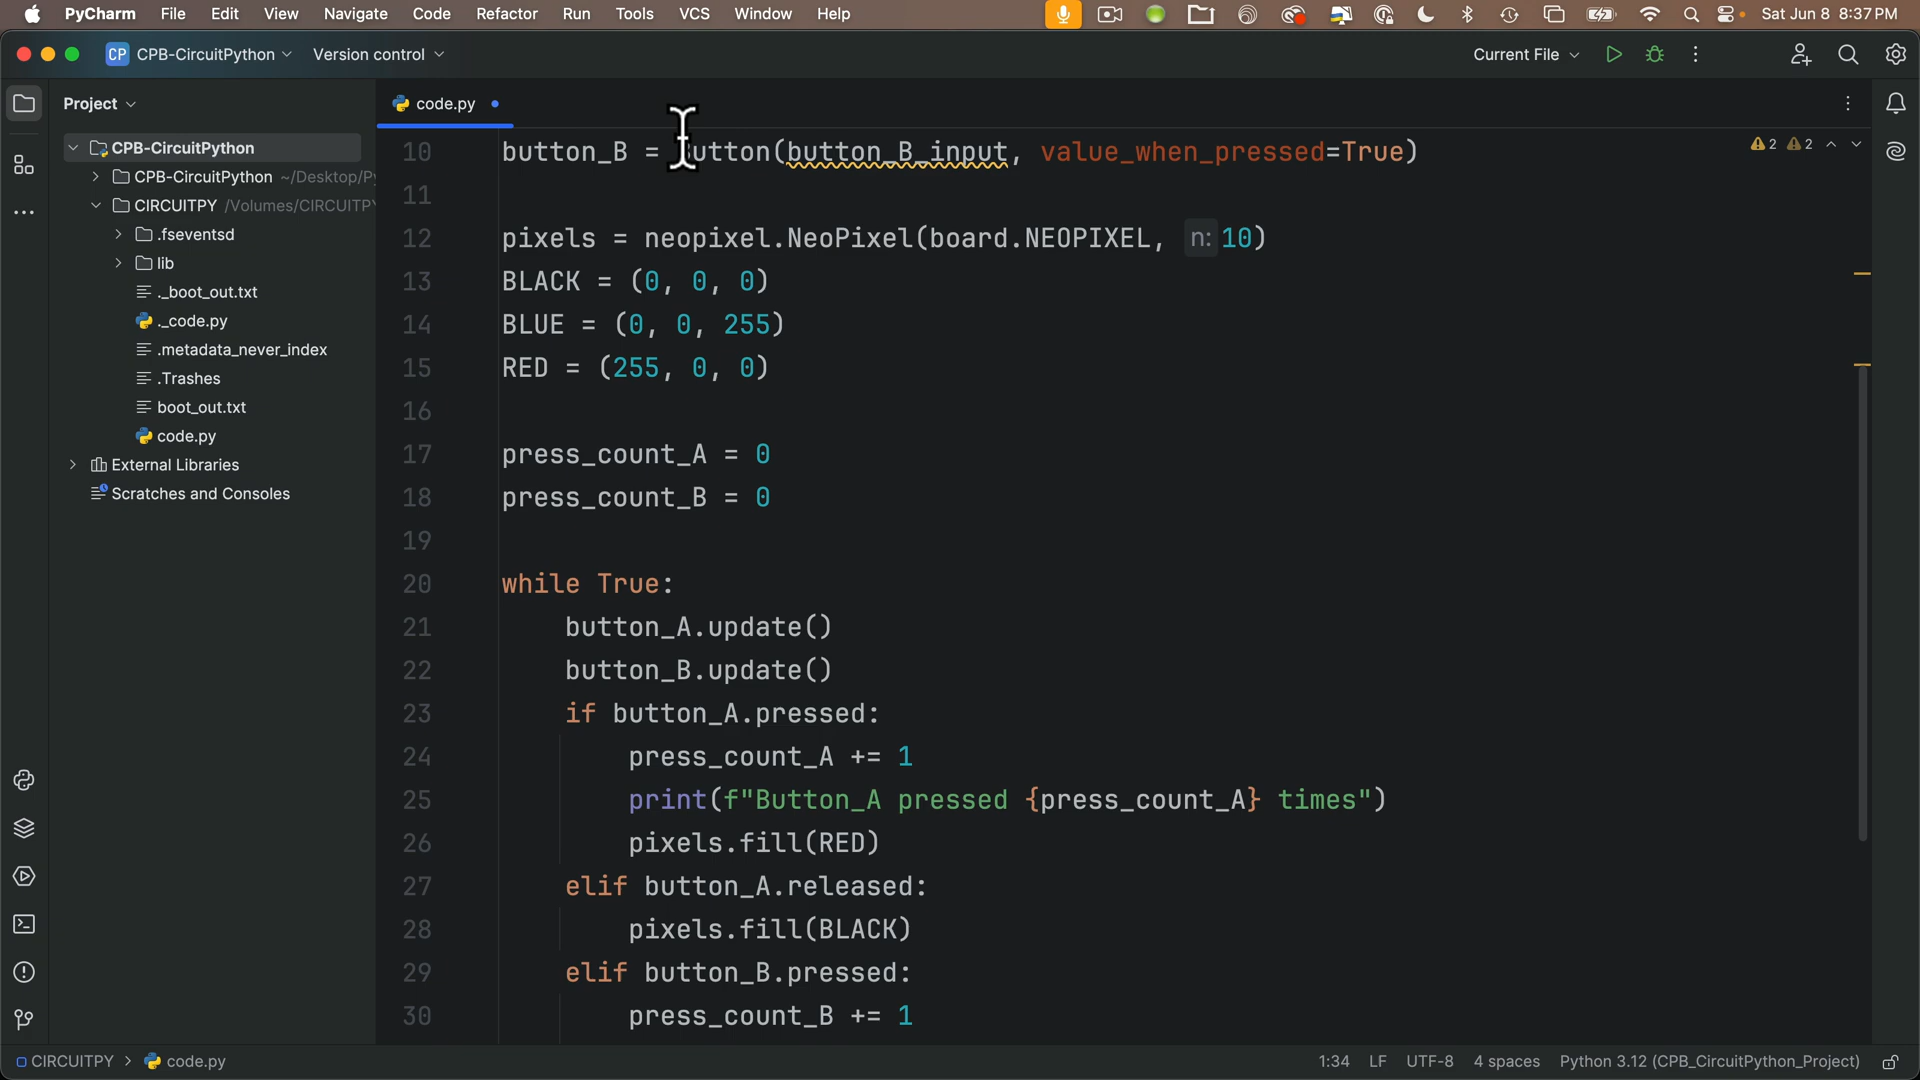 PyCharm File Edit View Navigate Code Refactor Run Tools VCS Window Help Sat Jun 8 8:37 PM
CP CPB-CircuitPython Version control Current File
Project
code.py
CPB-CircuitPython
CPB-CircuitPython ~/Desktop/Py
CIRCUITPY /Volumes/CIRCUITPY
.fseventsd
lib
._boot_out.txt
._code.py
.metadata_never_index
.Trashes
boot_out.txt
code.py
External Libraries
Scratches and Consoles
2 2
10 button_B = Button(button_B_input, value_when_pressed=True)
11
12 pixels = neopixel.NeoPixel(board.NEOPIXEL, n: 10)
13 BLACK = (0, 0, 0)
14 BLUE = (0, 0, 255)
15 RED = (255, 0, 0)
16
17 press_count_A = 0
18 press_count_B = 0
19
20 while True:
21 button_A.update()
22 button_B.update()
23 if button_A.pressed:
24 press_count_A += 1
25 print(f"Button_A pressed {press_count_A} times")
26 pixels.fill(RED)
27 elif button_A.released:
28 pixels.fill(BLACK)
29 elif button_B.pressed:
30 press_count_B += 1
CIRCUITPY > code.py 1:34 LF UTF-8 4 spaces Python 3.12 (CPB_CircuitPython_Project)